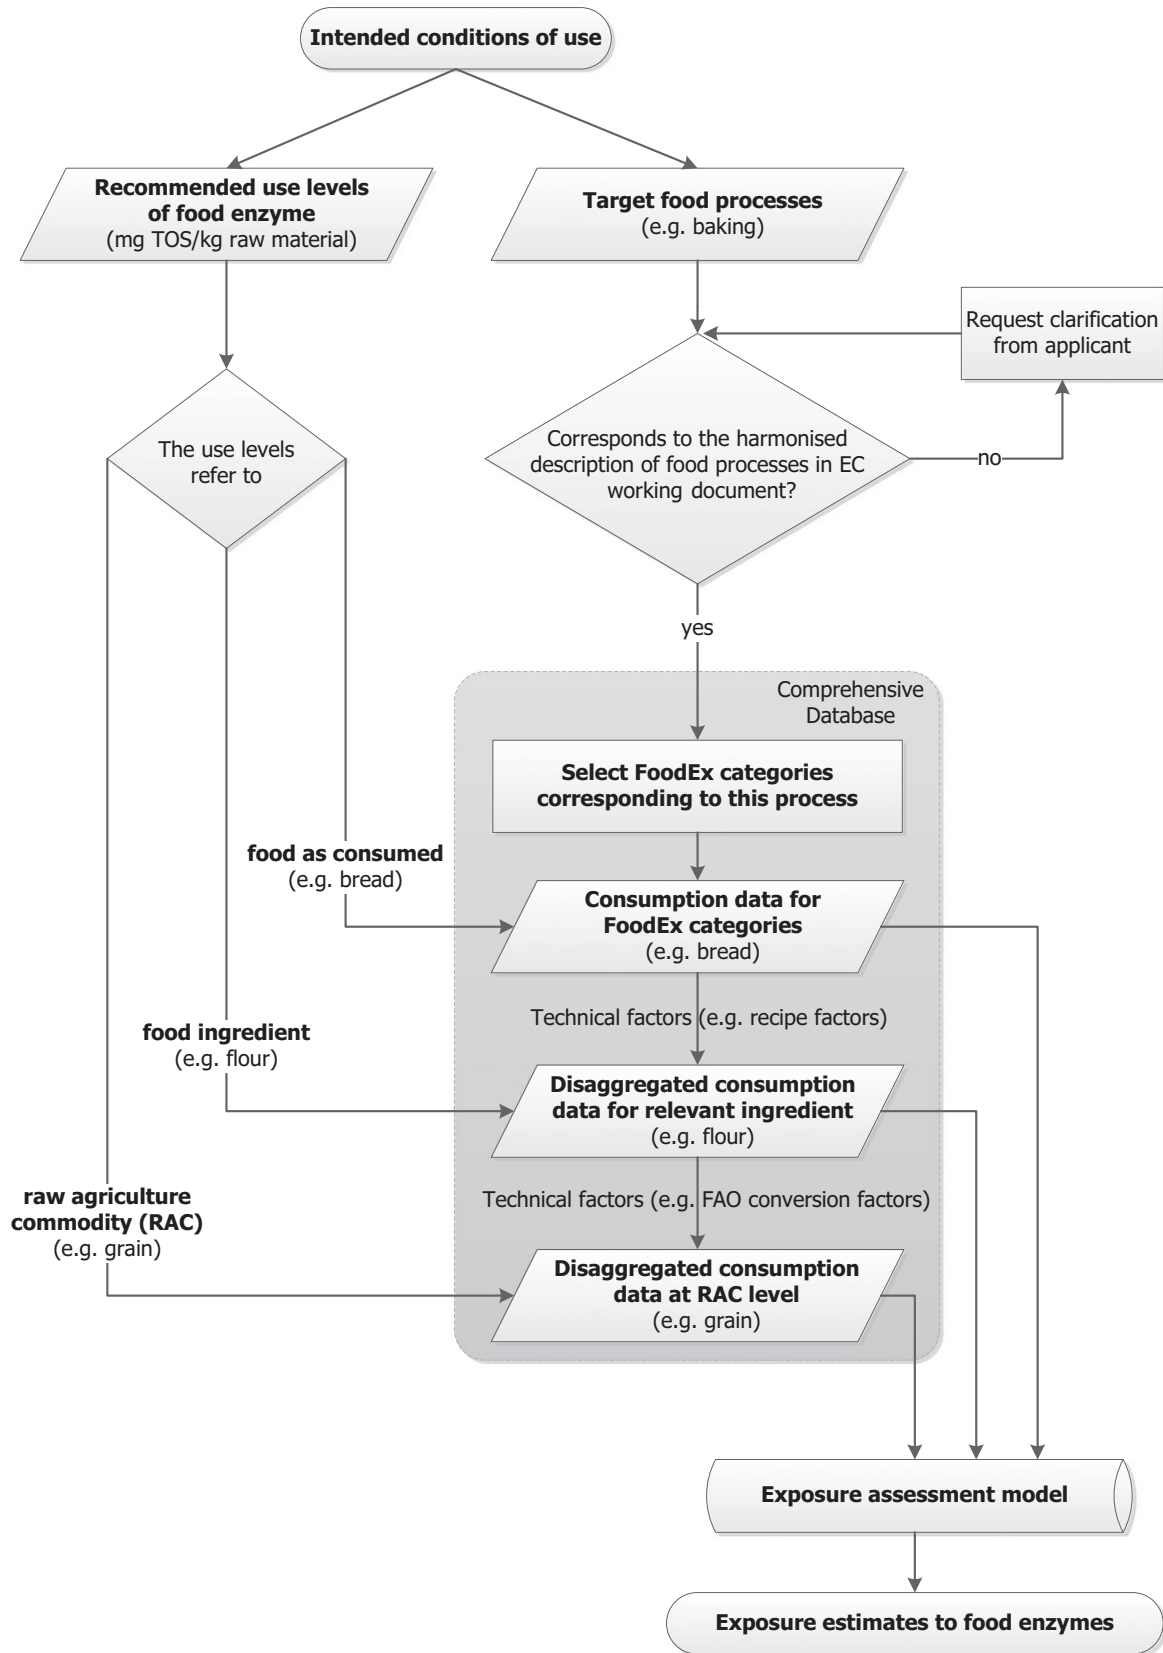 Intended conditions of use
Recommended use levels
of food enzyme
(mg TOS/kg raw material)
Target food processes
(e.g. baking)
Request clarification
from applicant
The use levels
refer to
Corresponds to the harmonised
description of food processes in EC
working document?
no
yes
Comprehensive
Database
Select FoodEx categories
corresponding to this process
food as consumed
(e.g. bread)
Consumption data for
FoodEx categories
(e.g. bread)
Technical factors (e.g. recipe factors)
food ingredient
(e.g. flour)
Disaggregated consumption
data for relevant ingredient
(e.g. flour)
Technical factors (e.g. FAO conversion factors)
raw agriculture
commodity (RAC)
(e.g. grain)
Disaggregated consumption
data at RAC level
(e.g. grain)
Exposure assessment model
Exposure estimates to food enzymes